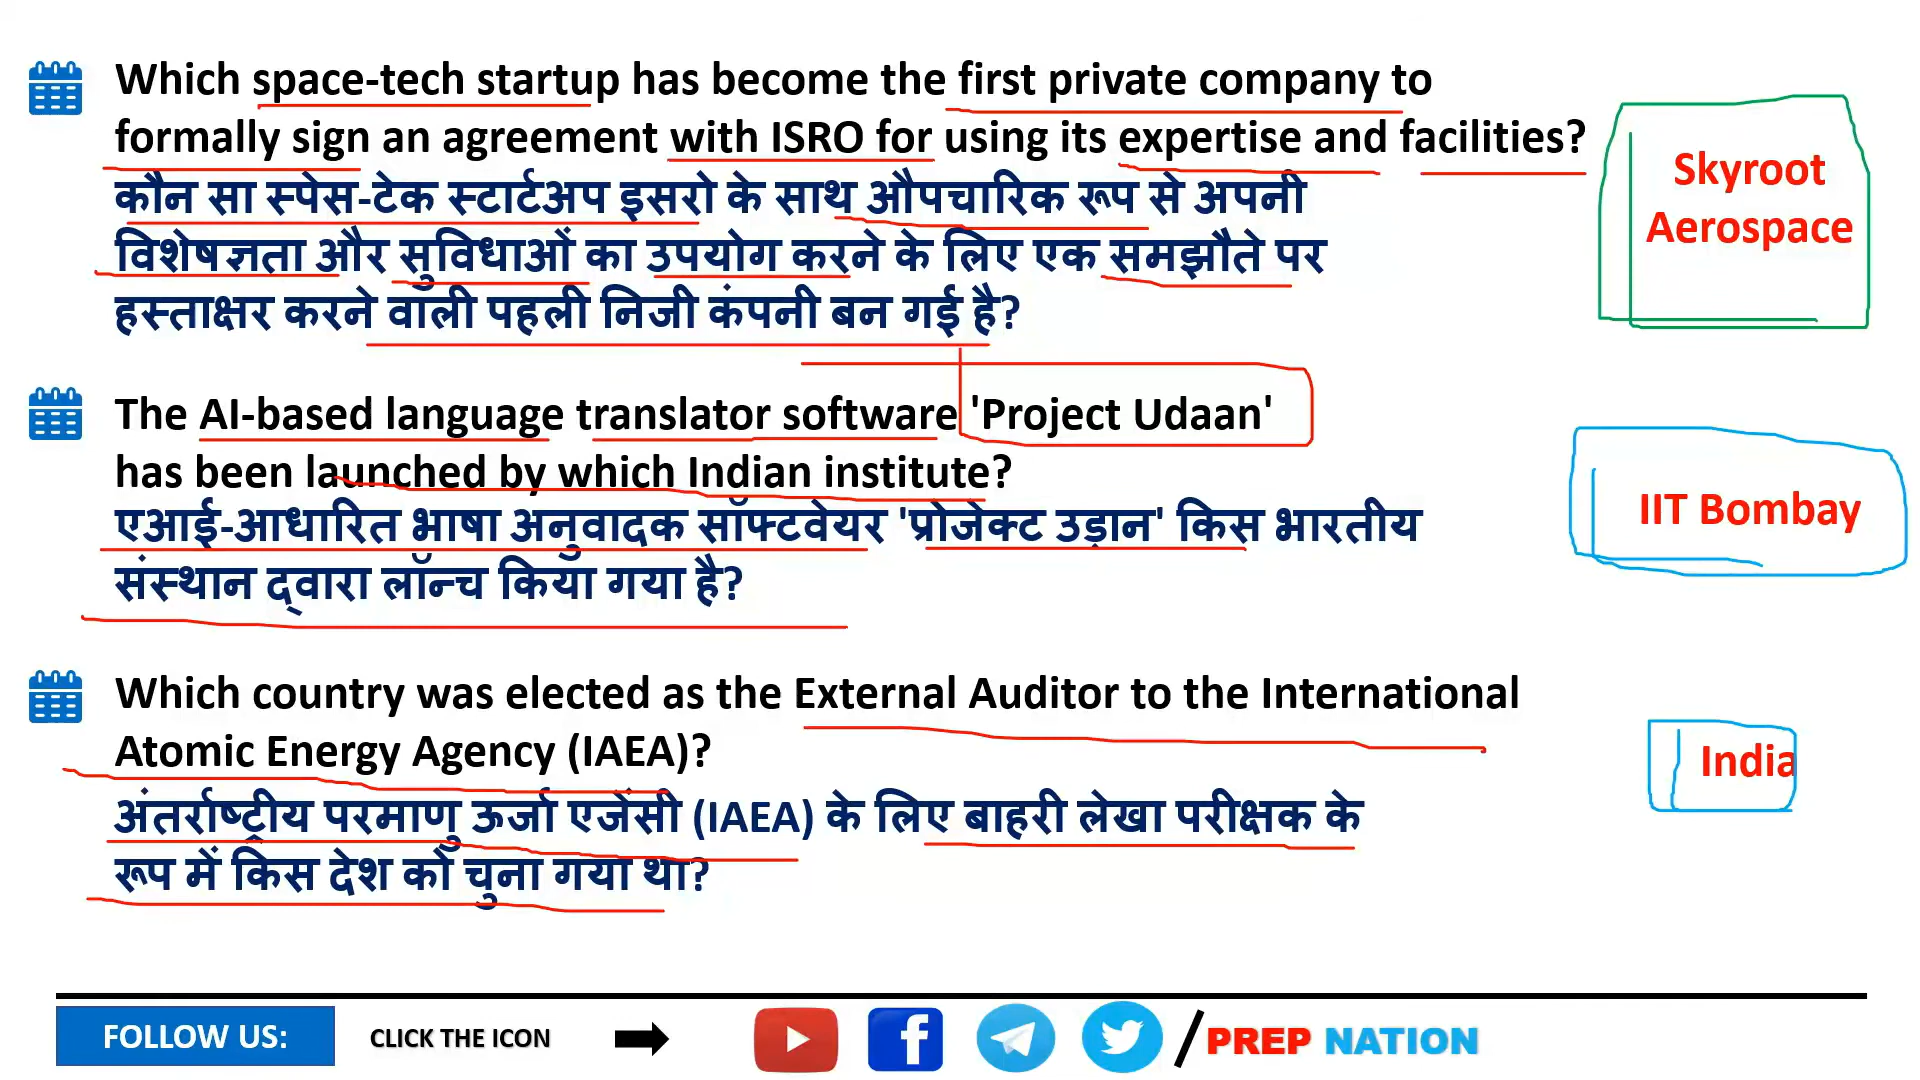 Which space-tech startup has become the first private company to
formally sign an agreement with ISRO for using its expertise and facilities?
कौन सा स्पेस-टेक स्टार्टअप इसरो के साथ औपचारिक रूप से अपनी
विशेषज्ञता और सुविधाओं का उपयोग करने के लिए एक समझौते पर
हस्ताक्षर करने वाली पहली निजी कंपनी बन गई है?
Skyroot
Aerospace
The AI-based language translator software 'Project Udaan'
has been launched by which Indian institute?
एआई-आधारित भाषा अनुवादक सॉफ्टवेयर 'प्रोजेक्ट उड़ान' किस भारतीय
संस्थान द्वारा लॉन्च किया गया है?
IIT Bombay
Which country was elected as the External Auditor to the International
Atomic Energy Agency (IAEA)?
अंतर्राष्ट्रीय परमाणु ऊर्जा एजेंसी (IAEA) के लिए बाहरी लेखा परीक्षक के
रूप में किस देश को चुना गया था?
India
FOLLOW US: CLICK THE ICON /PREP NATION